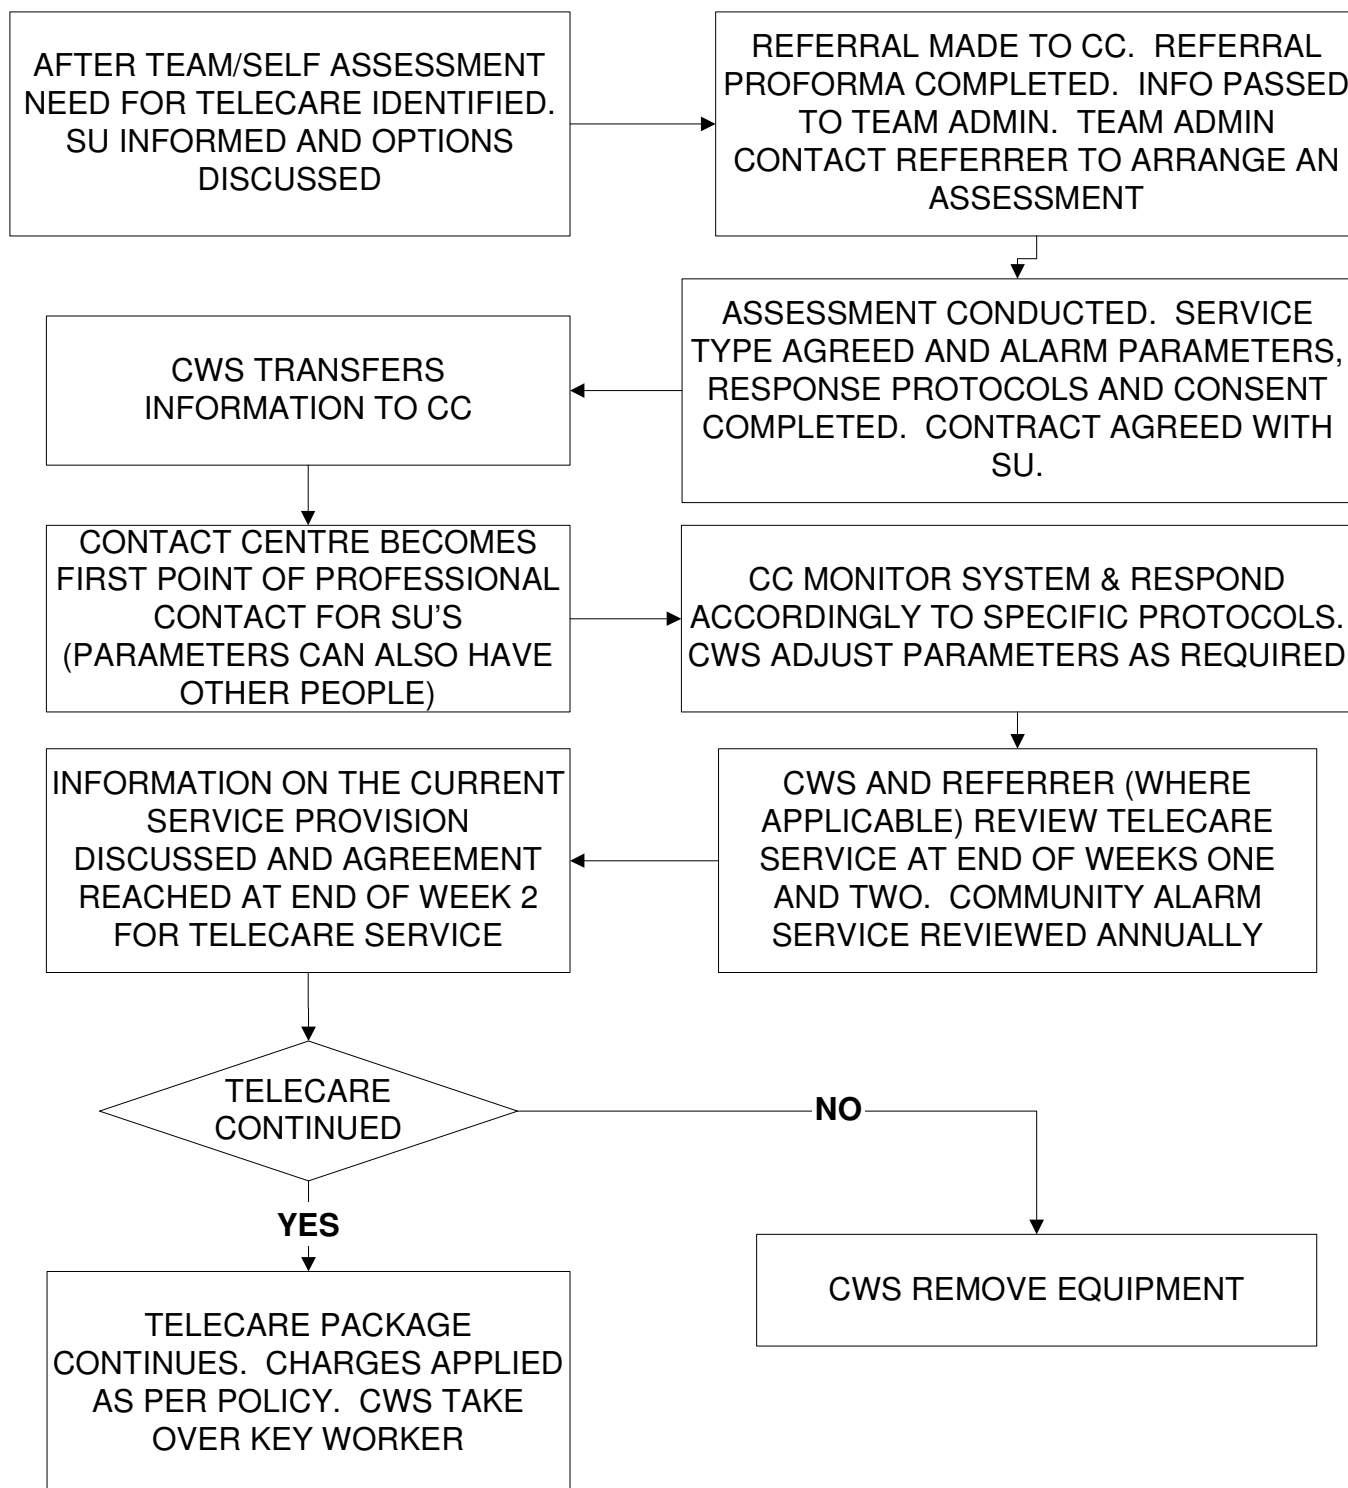 AFTER TEAM/SELF ASSESSMENT
NEED FOR TELECARE IDENTIFIED.
SU INFORMED AND OPTIONS
DISCUSSED
REFERRAL MADE TO CC.  REFERRAL
PROFORMA COMPLETED.  INFO PASSED
TO TEAM ADMIN.  TEAM ADMIN
CONTACT REFERRER TO ARRANGE AN
ASSESSMENT
ASSESSMENT CONDUCTED.  SERVICE
TYPE AGREED AND ALARM PARAMETERS,
RESPONSE PROTOCOLS AND CONSENT
COMPLETED.  CONTRACT AGREED WITH
SU.
CWS TRANSFERS
INFORMATION TO CC
CONTACT CENTRE BECOMES
FIRST POINT OF PROFESSIONAL
CONTACT FOR SU’S
(PARAMETERS CAN ALSO HAVE
OTHER PEOPLE)
CC MONITOR SYSTEM & RESPOND
ACCORDINGLY TO SPECIFIC PROTOCOLS.
CWS ADJUST PARAMETERS AS REQUIRED
CWS AND REFERRER (WHERE
APPLICABLE) REVIEW TELECARE
SERVICE AT END OF WEEKS ONE
AND TWO.  COMMUNITY ALARM
SERVICE REVIEWED ANNUALLY
INFORMATION ON THE CURRENT
SERVICE PROVISION
DISCUSSED AND AGREEMENT
REACHED AT END OF WEEK 2
FOR TELECARE SERVICE
TELECARE
CONTINUED
NO
YES
CWS REMOVE EQUIPMENT
TELECARE PACKAGE
CONTINUES.  CHARGES APPLIED
AS PER POLICY.  CWS TAKE
OVER KEY WORKER